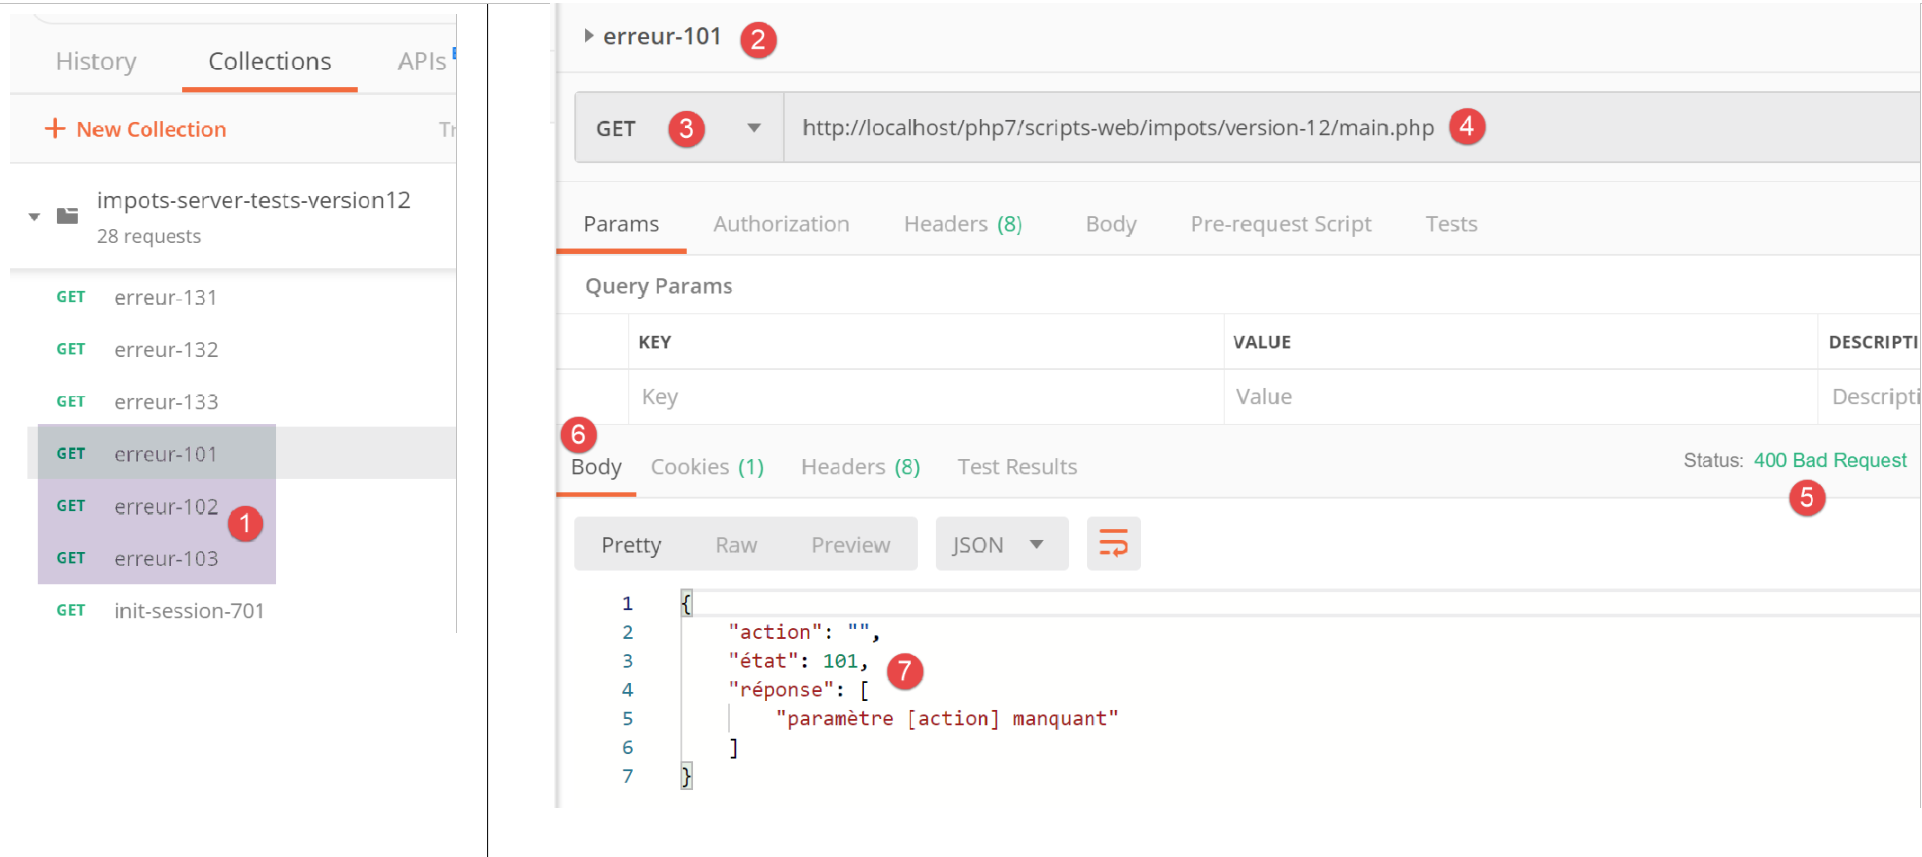 History Collections APIs
+ New Collection
impots-server-tests-version12
28 requests
GET erreur-131
GET erreur-132
GET erreur-133
GET erreur-101
GET erreur-102
1
GET erreur-103
GET init-session-701
erreur-101 2
GET 3 http://localhost/php7/scripts-web/impots/version-12/main.php 4
Params Authorization Headers (8) Body Pre-request Script Tests
Query Params
KEY VALUE DESCRIPTI
Key Value Descripti
6
Body Cookies (1) Headers (8) Test Results Status: 400 Bad Request
5
Pretty Raw Preview JSON
1 {
2 "action": "",
3 "état": 101,
7
4 "réponse": [
5 "paramètre [action] manquant"
6 ]
7 }